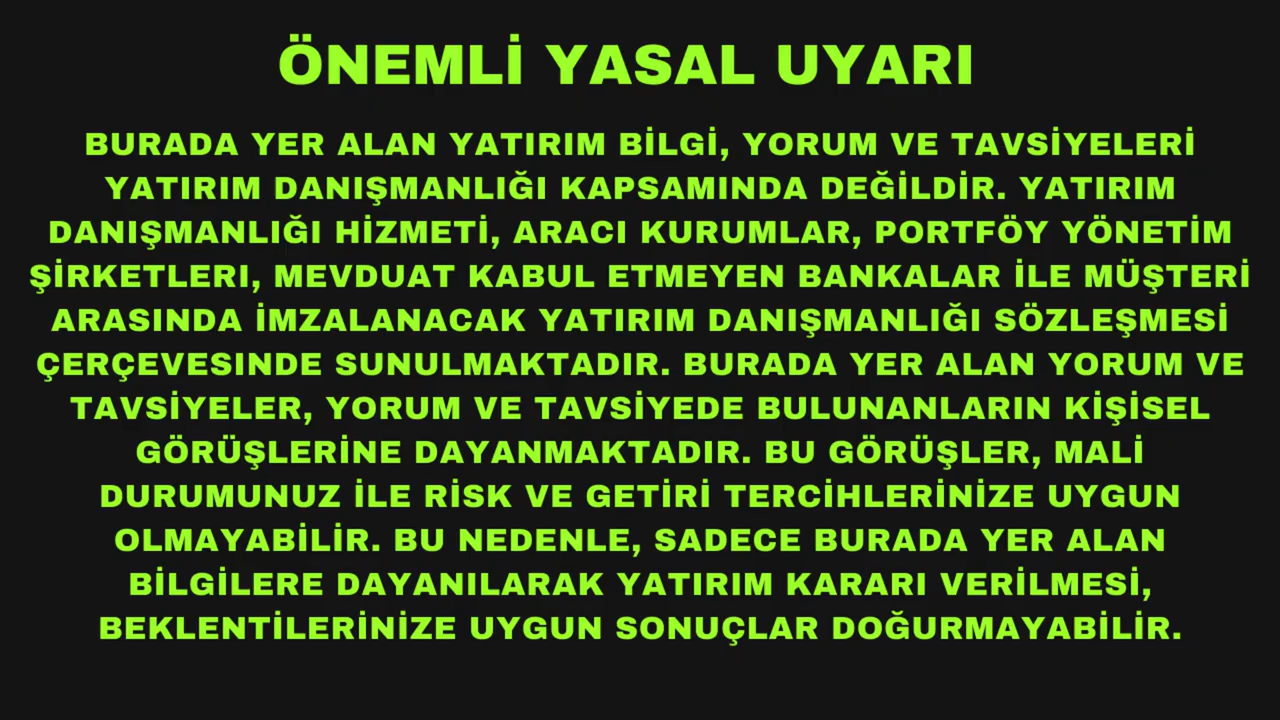 ÖNEMLİ YASAL UYARI
BURADA YER ALAN YATIRIM BİLGİ, YORUM VE TAVSİYELERİ
YATIRIM DANIŞMANLIĞI KAPSAMINDA DEĞİLDİR. YATIRIM
DANIŞMANLIĞI HİZMETİ, ARACI KURUMLAR, PORTFÖY YÖNETİM
ŞİRKETLERI, MEVDUAT KABUL ETMEYEN BANKALAR İLE MÜŞTERİ
ARASINDA İMZALANACAK YATIRIM DANIŞMANLIĞI SÖZLEŞMESİ
ÇERÇEVESINDE SUNULMAKTADIR. BURADA YER ALAN YORUM VE
TAVSİYELER, YORUM VE TAVSİYEDE BULUNANLARIN KİŞİSEL
GÖRÜŞLERİNE DAYANMAKTADIR. BU GÖRÜŞLER, MALİ
DURUMUNUZ İLE RİSK VE GETİRİ TERCİHLERİNİZE UYGUN
OLMAYABİLİR. BU NEDENLE, SADECE BURADA YER ALAN
BİLGİLERE DAYANILARAK YATIRIM KARARI VERİLMESİ,
BEKLENTİLERİNİZE UYGUN SONUÇLAR DOĞURMAYABİLİR.